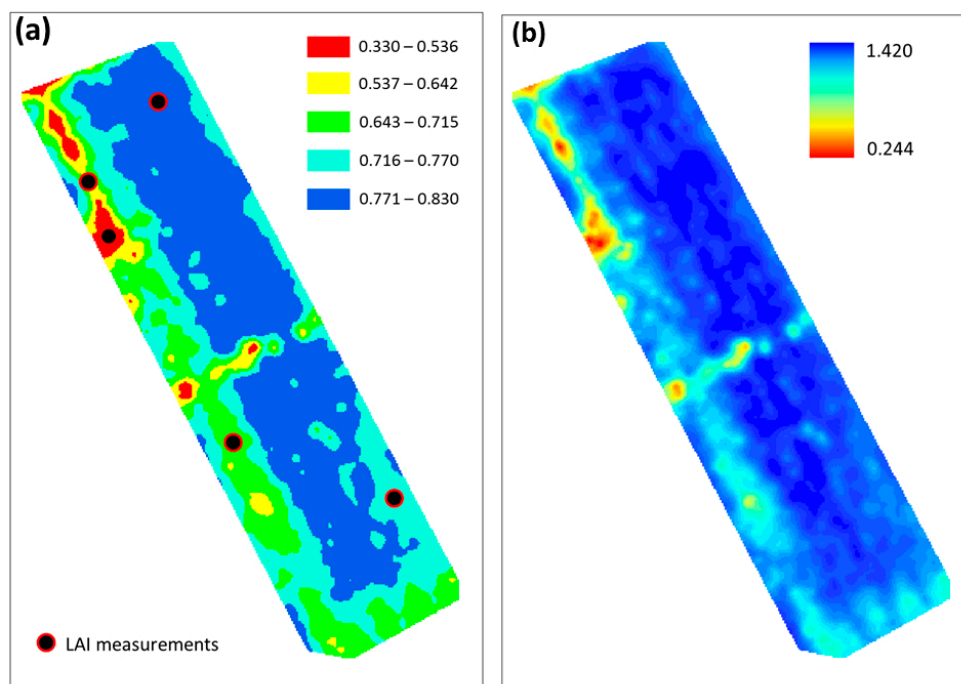 (a)
0.330 – 0.536
0.537 – 0.642
0.643 – 0.715
0.716 – 0.770
0.771 – 0.830
LAI measurements
(b)
1.420
0.244